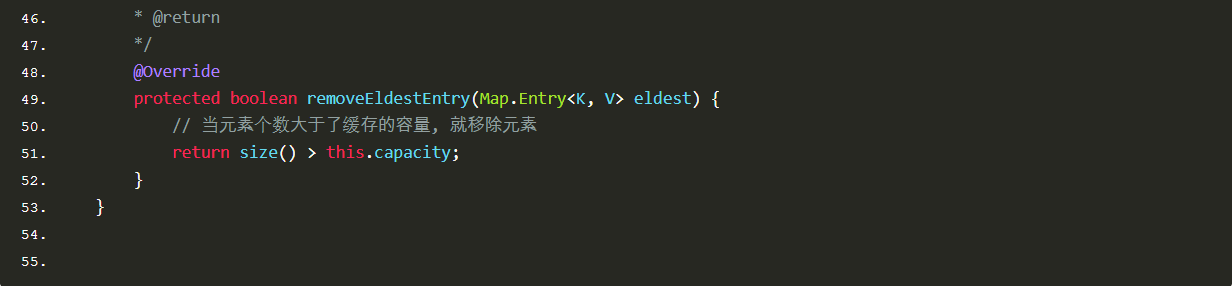 46.         * @return
47.         */
48.         @Override
49.         protected boolean removeEldestEntry(Map.Entry<K, V> eldest) {
50.             // 当元素个数大于了缓存的容量, 就移除元素
51.             return size() > this.capacity;
52.         }
53.     }
54.
55.